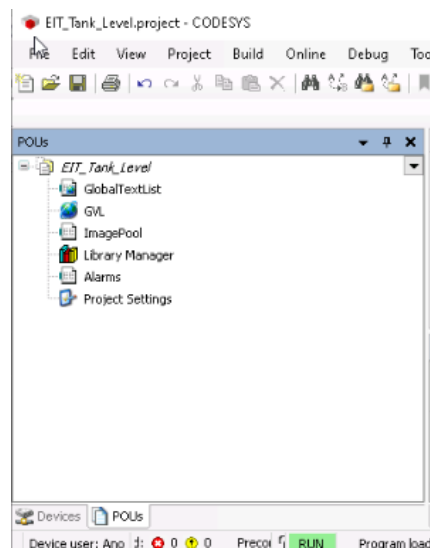 EIT_Tank_Level.project - CODESYS
File Edit View Project Build Online Debug
POUs
EIT_Tank_Level
GlobalTextList
GVL
ImagePool
Library Manager
Alarms
Project Settings
Devices POUs
Device user: 0 0 RUN Program